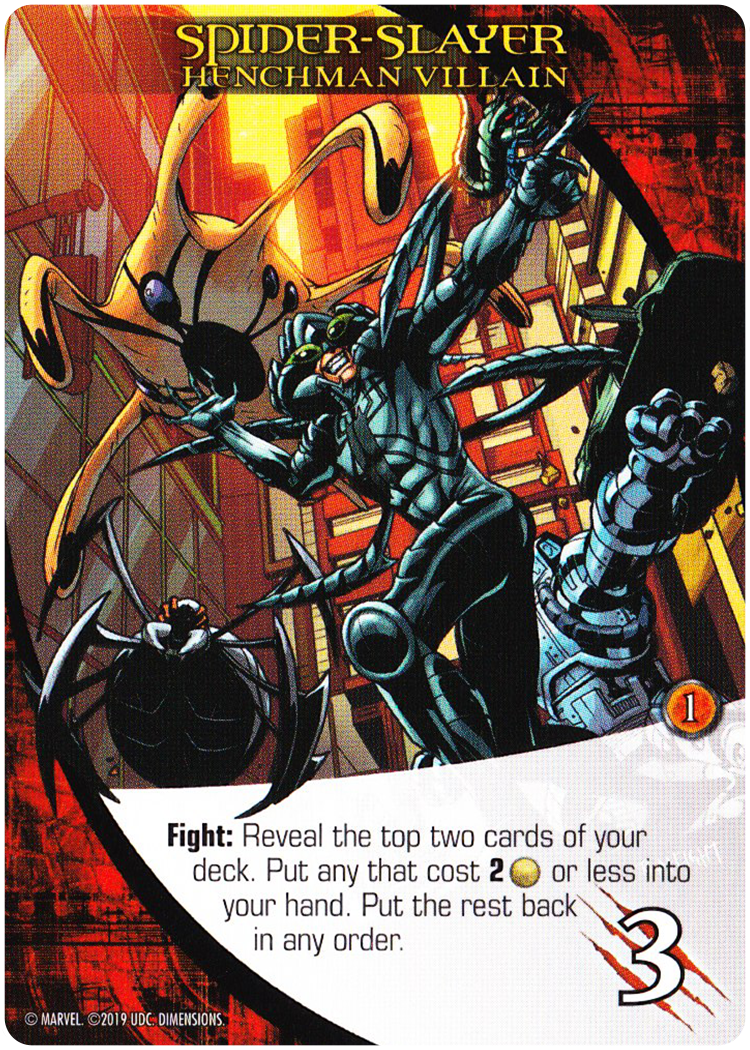 SPIDER-SLAYER
HENCHMAN VILLAIN
1
Fight: Reveal the top two cards of your
deck. Put any that cost 2 or less into
your hand. Put the rest back
in any order.
3
© MARVEL. ©2019 UDC. DIMENSIONS.